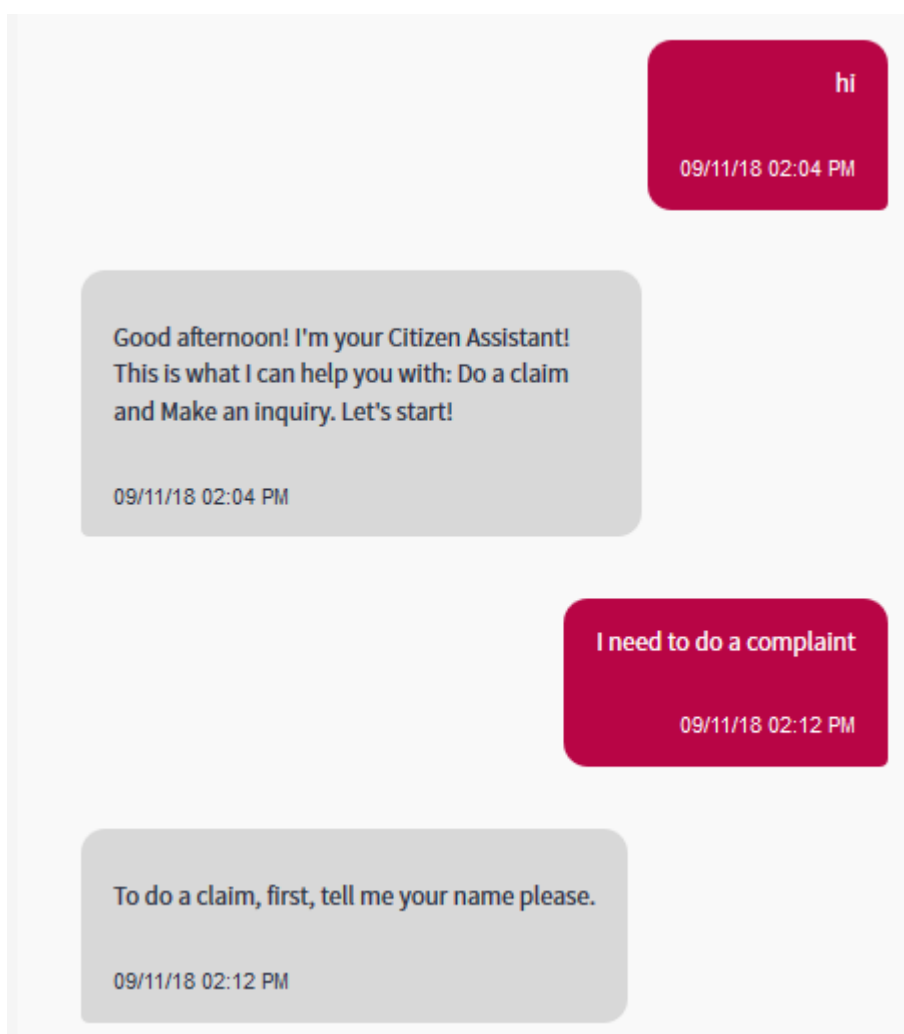 hi
09/11/18 02:04 PM
Good afternoon! I'm your Citizen Assistant!
This is what I can help you with: Do a claim
and Make an inquiry. Let's start!
09/11/18 02:04 PM
I need to do a complaint
09/11/18 02:12 PM
To do a claim, first, tell me your name please.
09/11/18 02:12 PM